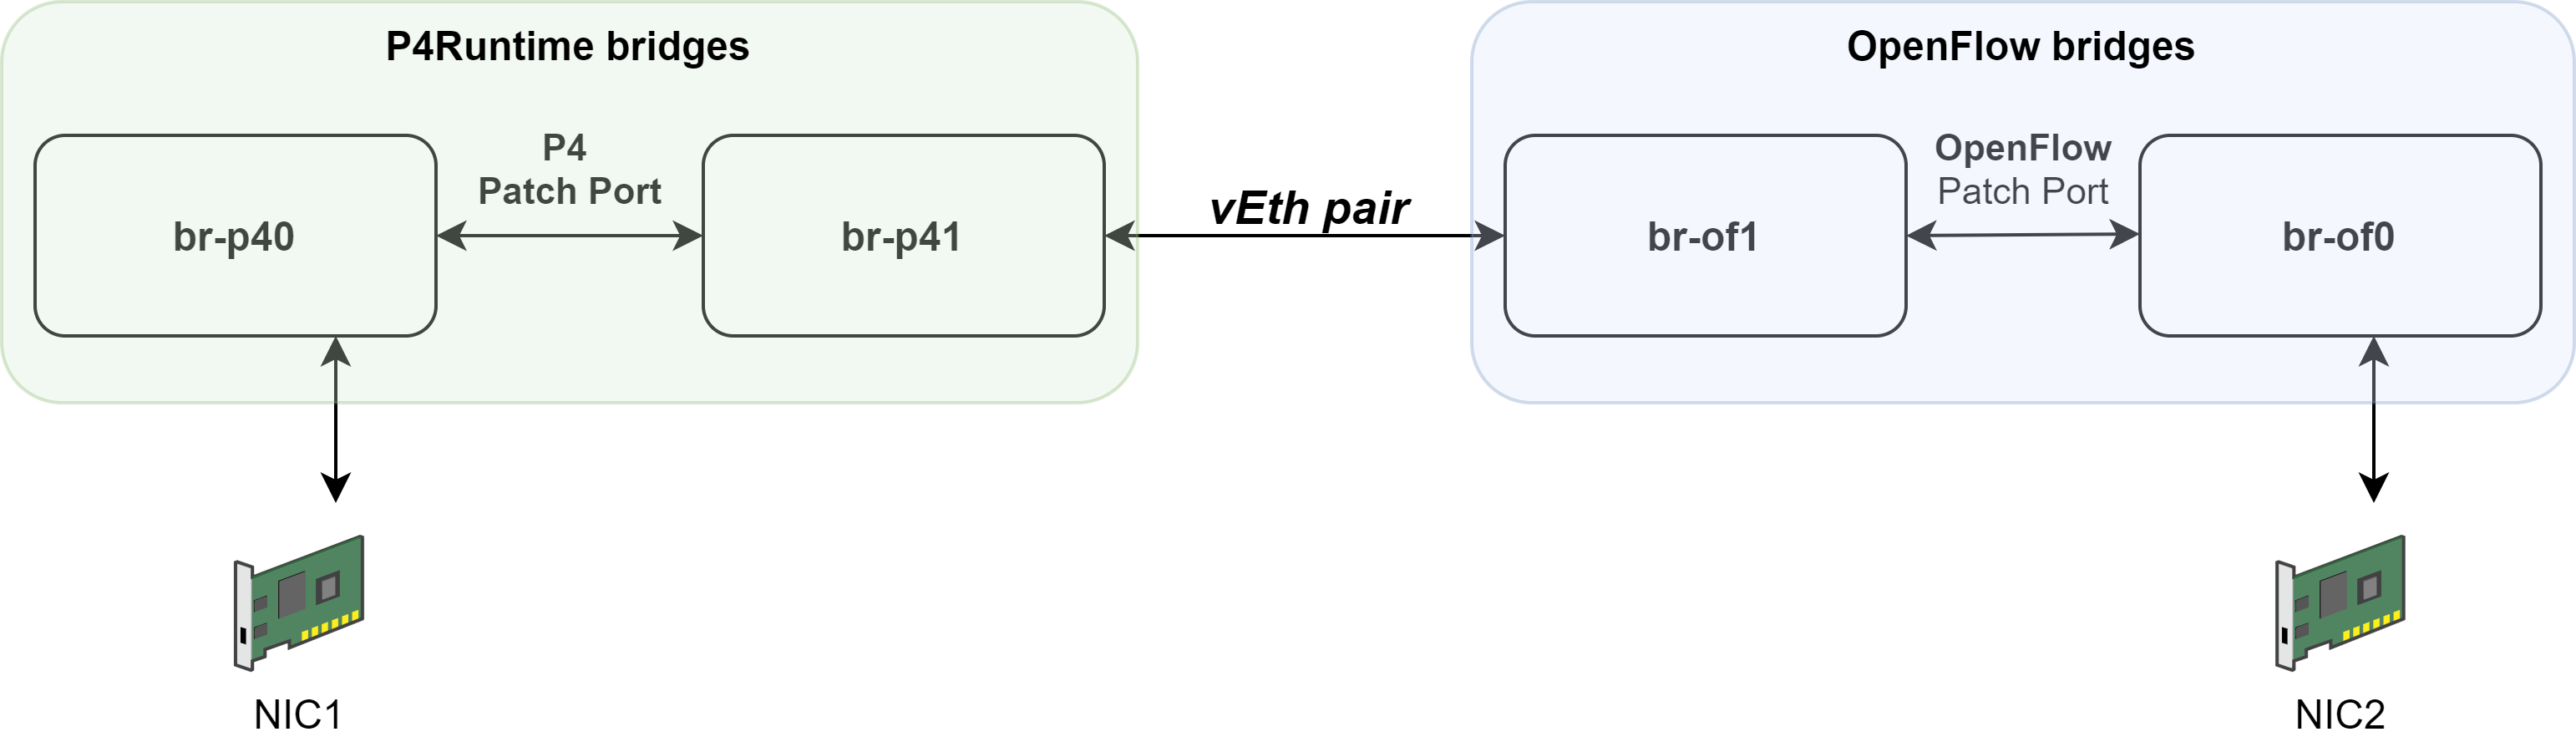 P4Runtime bridges
OpenFlow bridges
P4
Patch Port
OpenFlow
Patch Port
br-p40
br-p41
vEth pair
br-of1
br-of0
NIC1
NIC2